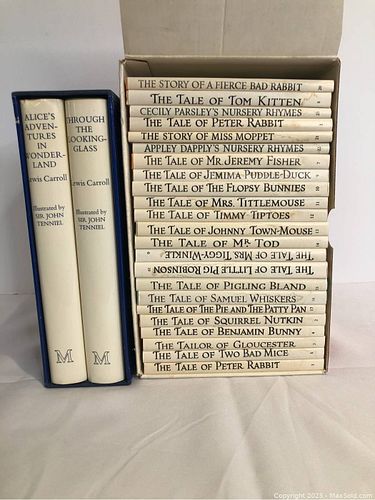 ALICE'S
ADVEN-
TURES
IN
WONDER-
LAND
Lewis Carroll
Illustrated by
SIR JOHN
TENNIEL
M
THROUGH
THE
LOOKING-
GLASS
Lewis Carroll
Illustrated by
SIR JOHN
TENNIEL
M
THE STORY OF A FIERCE BAD RABBIT
THE TALE OF TOM KITTEN
CECILY PARSLEY'S NURSERY RHYMES
THE TALE OF PETER RABBIT
THE STORY OF MISS MOPPET
APPLEY DAPPLY'S NURSERY RHYMES
THE TALE OF MR. JEREMY FISHER
THE TALE OF JEMIMA PUDDLE-DUCK
THE TALE OF THE FLOPSY BUNNIES
THE TALE OF MRS. TITTLEMOUSE
THE TALE OF TIMMY TIPTOES
THE TALE OF JOHNNY TOWN-MOUSE
THE TALE OF MR. TOD
THE TALE OF MRS. TIGGY-WINKLE
THE TALE OF LITTLE PIG ROBINSON
THE TALE OF PIGLING BLAND
THE TALE OF SAMUEL WHISKERS
THE TALE OF THE PIE AND THE PATTY PAN
THE TALE OF SQUIRREL NUTKIN
THE TALE OF BENJAMIN BUNNY
THE TAILOR OF GLOUCESTER
THE TALE OF TWO BAD MICE
THE TALE OF PETER RABBIT
Copyright © 2023 - MaxSold.com